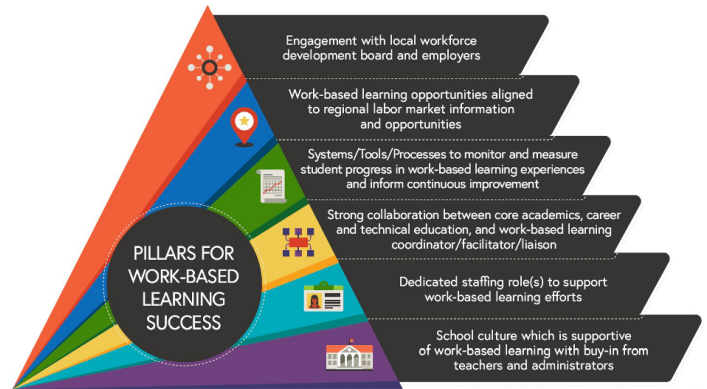 Engagement with local workforce
development board and employers
Work-based learning opportunities aligned
to regional labor market information
and opportunities
Systems/Tools/Processes to monitor and measure
student progress in work-based learning experiences
and inform continuous improvement
Strong collaboration between core academics, career
and technical education, and work-based learning
coordinator/facilitator/liaison
PILLARS FOR
WORK-BASED
LEARNING
SUCCESS
Dedicated staffing role(s) to support
work-based learning efforts
School culture which is supportive
of work-based learning with buy-in from
teachers and administrators